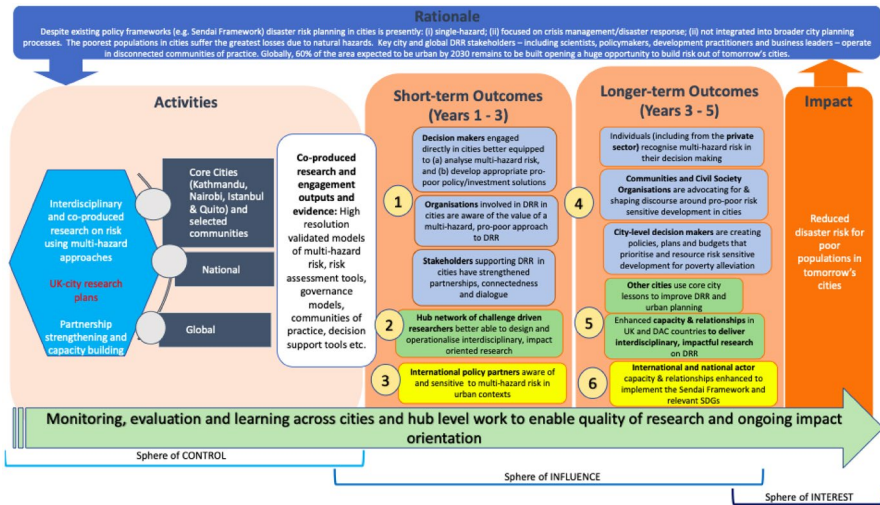 Rationale
Despite existing policy frameworks (e.g. Sendai Framework) disaster risk planning in cities is presently: (i) single-hazard; (ii) focused on crisis management/disaster response; (ii) not integrated into broader city planning
processes. The poorest populations in cities suffer the greatest losses due to natural hazards. Key city and global DRR stakeholders – including scientists, policymakers, development practitioners and business leaders – operate
in disconnected communities of practice. Globally, 60% of the area expected to be urban by 2030 remains to be built opening a huge opportunity to build risk out of tomorrow's cities.
Activities
Interdisciplinary
and co-produced
research on risk
using multi-hazard
approaches
UK-city research
plans
Partnership
strengthening and
capacity building
Core Cities
(Kathmandu,
Nairobi, Istanbul
& Quito) and
selected
communities
National
Global
Co-produced
research and
engagement
outputs and
evidence: High
resolution
validated models
of multi-hazard
risk, risk
assessment tools,
governance
models,
communities of
practice, decision
support tools etc.
Short-term Outcomes
(Years 1 - 3)
1
Decision makers engaged
directly in cities better equipped
to (a) analyse multi-hazard risk,
and (b) develop appropriate pro-
poor policy/investment solutions
Organisations involved in DRR in
cities are aware of the value of a
multi-hazard, pro-poor approach
to DRR
Stakeholders supporting DRR in
cities have strengthened
partnerships, connectedness
and dialogue
2
Hub network of challenge driven
researchers better able to design and
operationalise interdisciplinary, impact
oriented research
3
International policy partners aware of
and sensitive to multi-hazard risk in
urban contexts
Longer-term Outcomes
(Years 3 - 5)
Individuals (including from the private
sector) recognise multi-hazard risk in
their decision making
4
Communities and Civil Society
Organisations are advocating for &
shaping discourse around pro-poor risk
sensitive development in cities
City-level decision makers are creating
policies, plans and budgets that
prioritise and resource risk sensitive
development for poverty alleviation
Other cities use core city
lessons to improve DRR and
urban planning
5
Enhanced capacity & relationships in
UK and DAC countries to deliver
interdisciplinary, impactful research
on DRR
6
International and national actor
capacity & relationships enhanced to
implement the Sendai Framework and
relevant SDGs
Impact
Reduced
disaster risk for
poor
populations in
tomorrow's
cities
Monitoring, evaluation and learning across cities and hub level work to enable quality of research and ongoing impact
orientation
Sphere of CONTROL
Sphere of INFLUENCE
Sphere of INTEREST